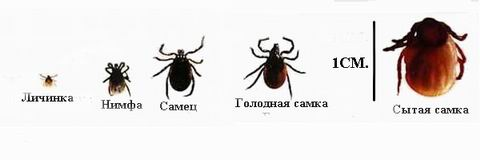 Личинка
Нимфа
Самец
Голодная самка
1СМ.
Сытая самка